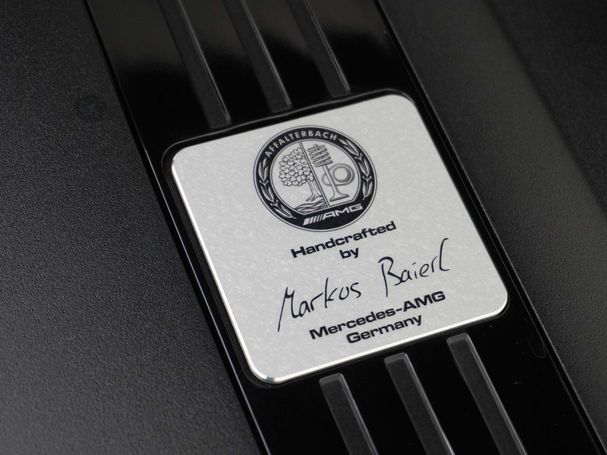 AFFALTERBACH
AMG
Handcrafted
by
Markus Baierl
Mercedes-AMG
Germany